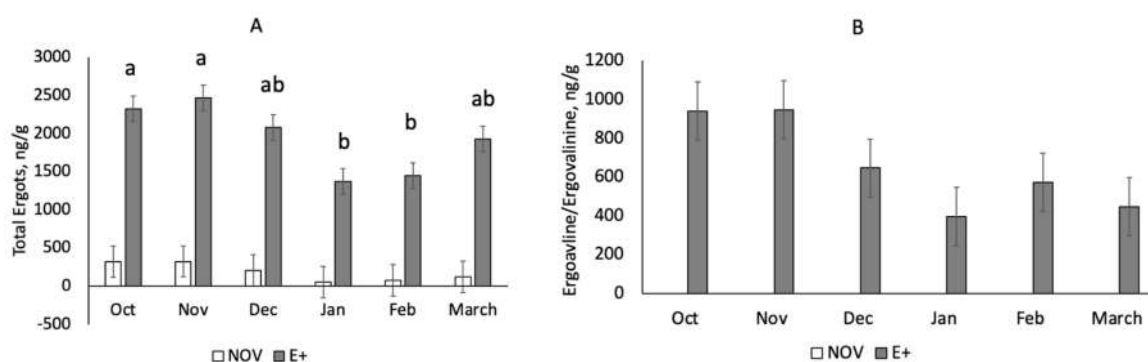 A
Total Ergots, ng/g
3000
2500
2000
1500
1000
500
0
-500
a
a
ab
b
b
ab
Oct
Nov
Dec
Jan
Feb
March
NOV
E+
B
Ergoavline/Ergovalinine, ng/g
1200
1000
800
600
400
200
0
Oct
Nov
Dec
Jan
Feb
March
NOV
E+